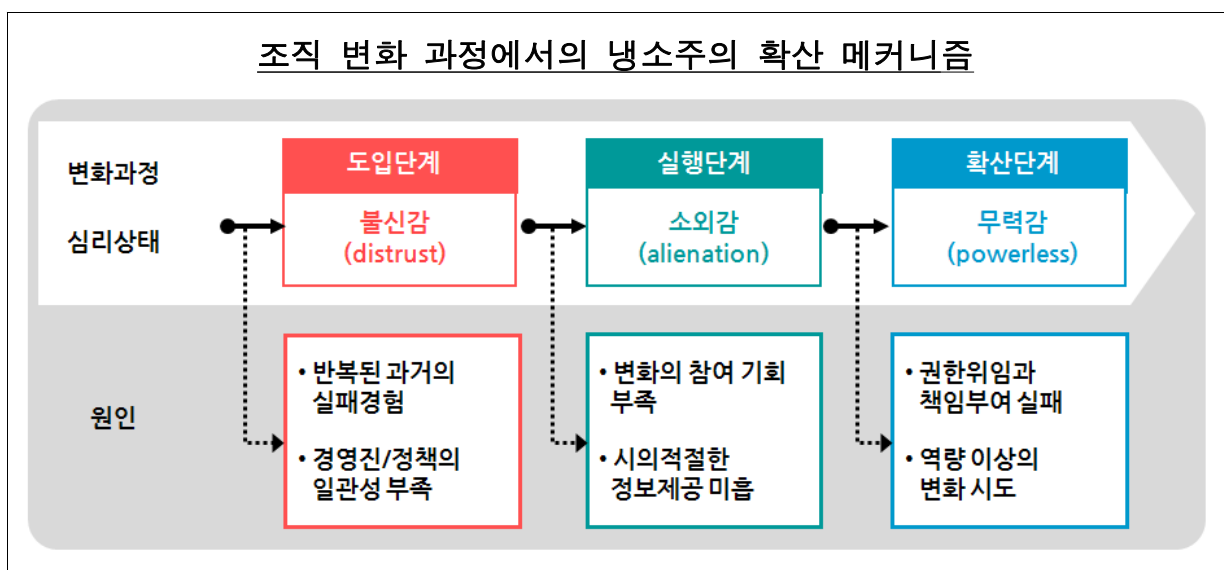 조직 변화 과정에서의 냉소주의 확산 메커니즘
변화과정
심리상태
도입단계
불신감
(distrust)
실행단계
소외감
(alienation)
확산단계
무력감
(powerless)
원인
• 반복된 과거의
실패경험
• 경영진/정책의
일관성 부족
• 변화의 참여 기회
부족
• 시의적절한
정보제공 미흡
• 권한위임과
책임부여 실패
• 역량 이상의
변화 시도